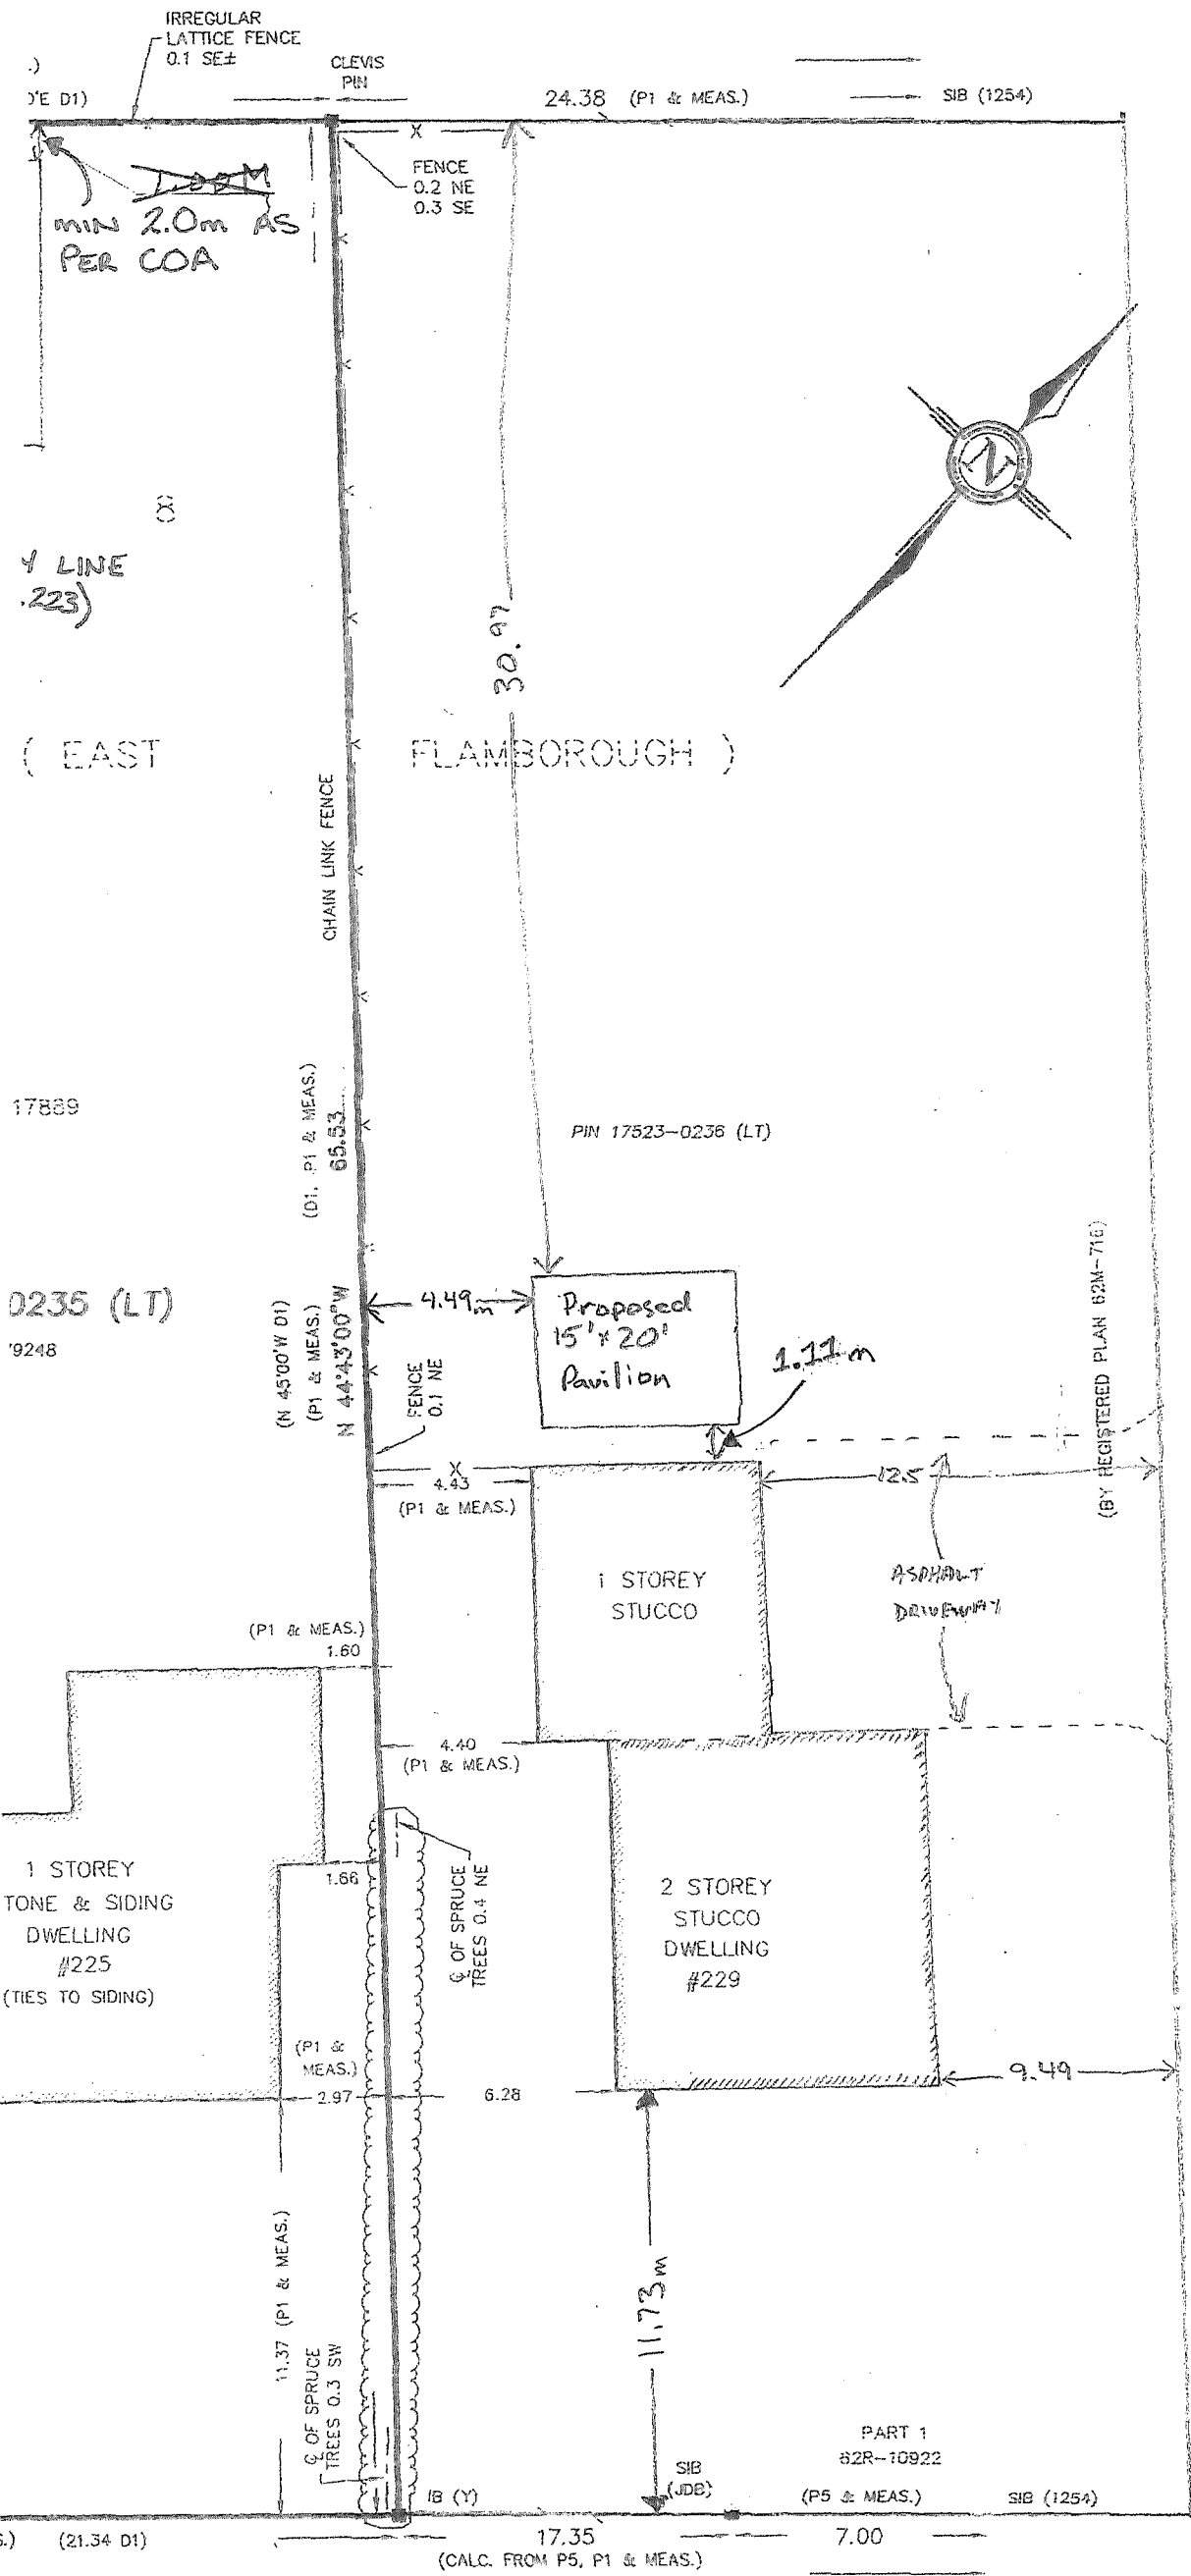 IRREGULAR
LATTICE FENCE
0.1 SE±
.)
)'E D1)
CLEVIS
PIN
24.38 (P1 & MEAS.)
SIB (1254)
X
FENCE
0.2 NE
0.3 SE
MIN 2.0m AS
PER COA
8
Y LINE
.223)
N
30.97
( EAST FLAMBOROUGH )
CHAIN LINK FENCE
17889
(D1, P1 & MEAS.)
65.53
PIN 17523-0236 (LT)
(BY REGISTERED PLAN 62M-716)
0235 (LT)
9248
(N 45°00'W D1)
(P1 & MEAS.)
N 44°43'00"W
4.49m
Proposed
15'x20'
Pavilion
1.11m
FENCE
0.1 NE
X
4.43
(P1 & MEAS.)
12.5
1 STOREY
STUCCO
ASPHALT
DRIVEWAY
(P1 & MEAS.)
1.60
4.40
(P1 & MEAS.)
1 STOREY
TONE & SIDING
DWELLING
#225
(TIES TO SIDING)
1.66
℄ OF SPRUCE
TREES 0.4 NE
2 STOREY
STUCCO
DWELLING
#229
(P1 &
MEAS.)
2.97
6.28
9.49
11.37 (P1 & MEAS.)
℄ OF SPRUCE
TREES 0.3 SW
11.73m
PART 1
62R-10922
IB (Y)
SIB
(JDB)
(P5 & MEAS.)
SIB (1254)
.) (21.34 D1)
17.35
(CALC. FROM P5, P1 & MEAS.)
7.00